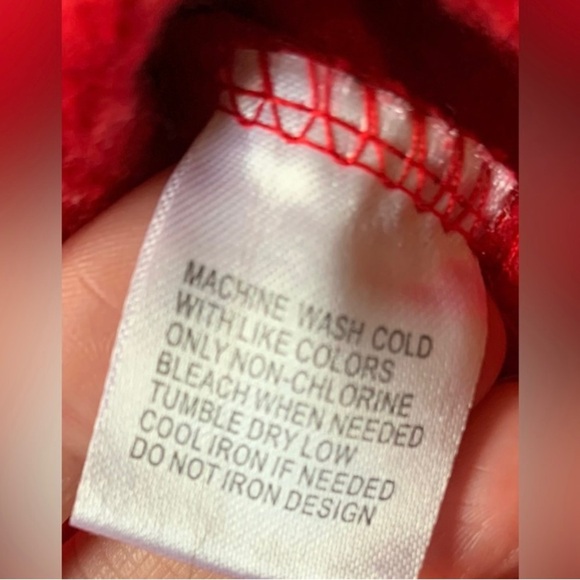 MACHINE WASH COLD
WITH LIKE COLORS
ONLY NON-CHLORINE
BLEACH WHEN NEEDED
TUMBLE DRY LOW
COOL IRON IF NEEDED
DO NOT IRON DESIGN